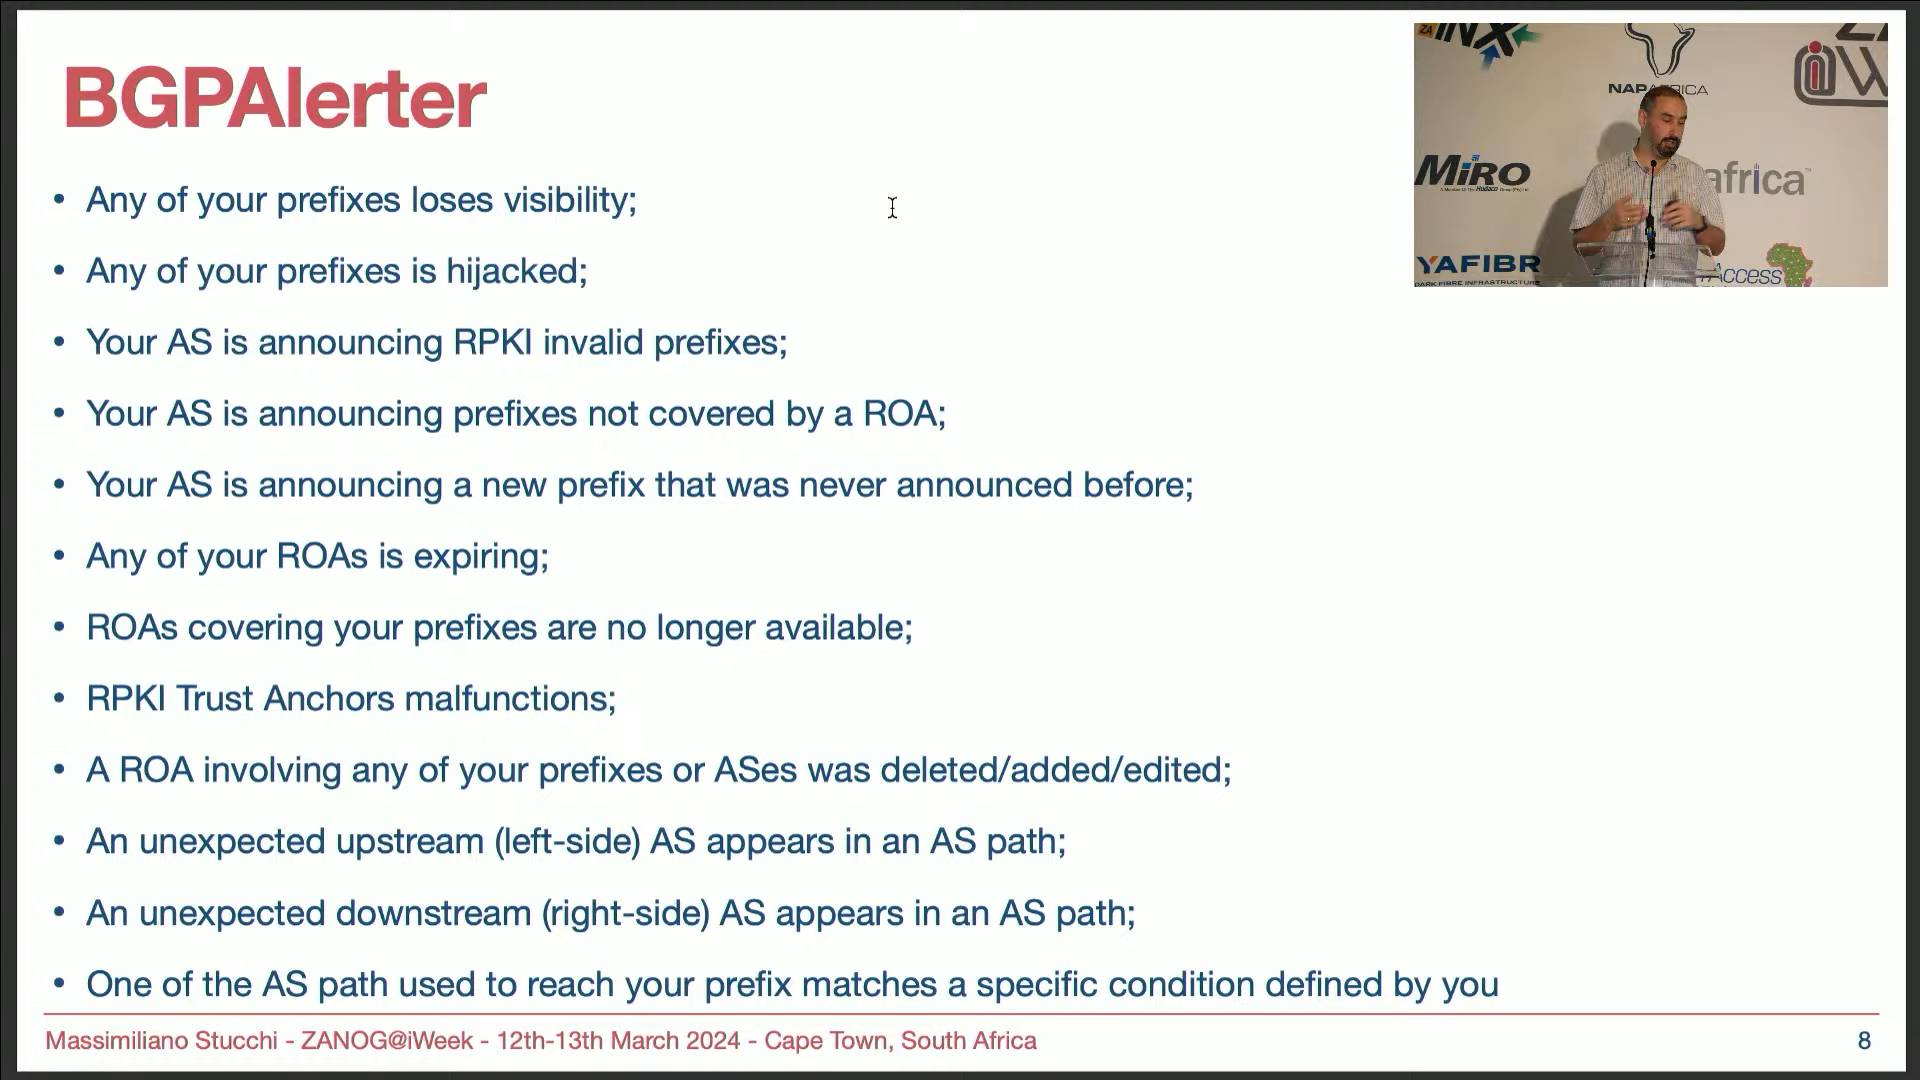 BGPAlerter
• Any of your prefixes loses visibility;
• Any of your prefixes is hijacked;
• Your AS is announcing RPKI invalid prefixes;
• Your AS is announcing prefixes not covered by a ROA;
• Your AS is announcing a new prefix that was never announced before;
• Any of your ROAs is expiring;
• ROAs covering your prefixes are no longer available;
• RPKI Trust Anchors malfunctions;
• A ROA involving any of your prefixes or ASes was deleted/added/edited;
• An unexpected upstream (left-side) AS appears in an AS path;
• An unexpected downstream (right-side) AS appears in an AS path;
• One of the AS path used to reach your prefix matches a specific condition defined by you
Massimiliano Stucchi - ZANOG@iWeek - 12th-13th March 2024 - Cape Town, South Africa
8
ZA
INX
MiRO
africa
YAFIBR
DARK FIBRE INFRASTRUCTURE
Access